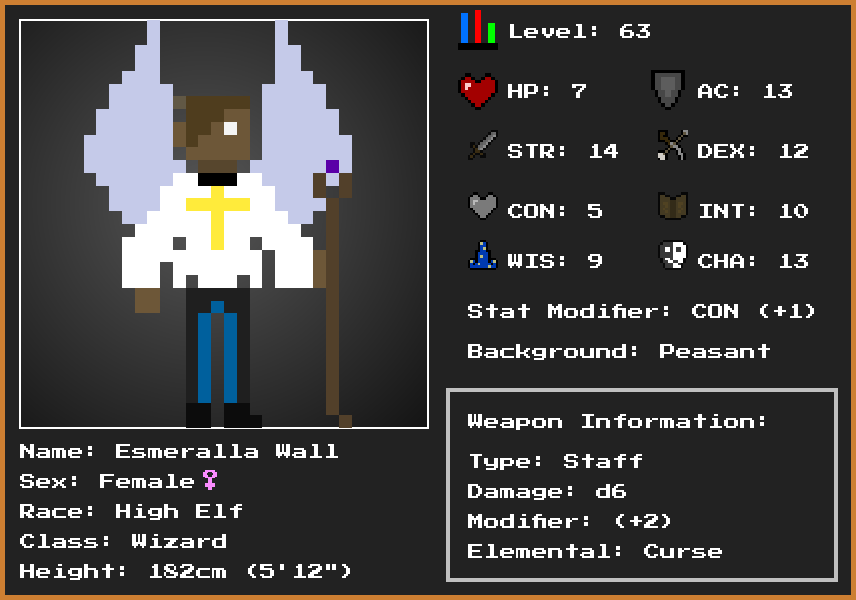 Level: 63
HP: 7
AC: 13
STR: 14
DEX: 12
CON: 5
INT: 10
WIS: 9
CHA: 13
Stat Modifier: CON (+1)
Background: Peasant
Weapon Information:
Type: Staff
Damage: d6
Modifier: (+2)
Elemental: Curse
Name: Esmeralla Wall
Sex: Female♀
Race: High Elf
Class: Wizard
Height: 182cm (5'12")